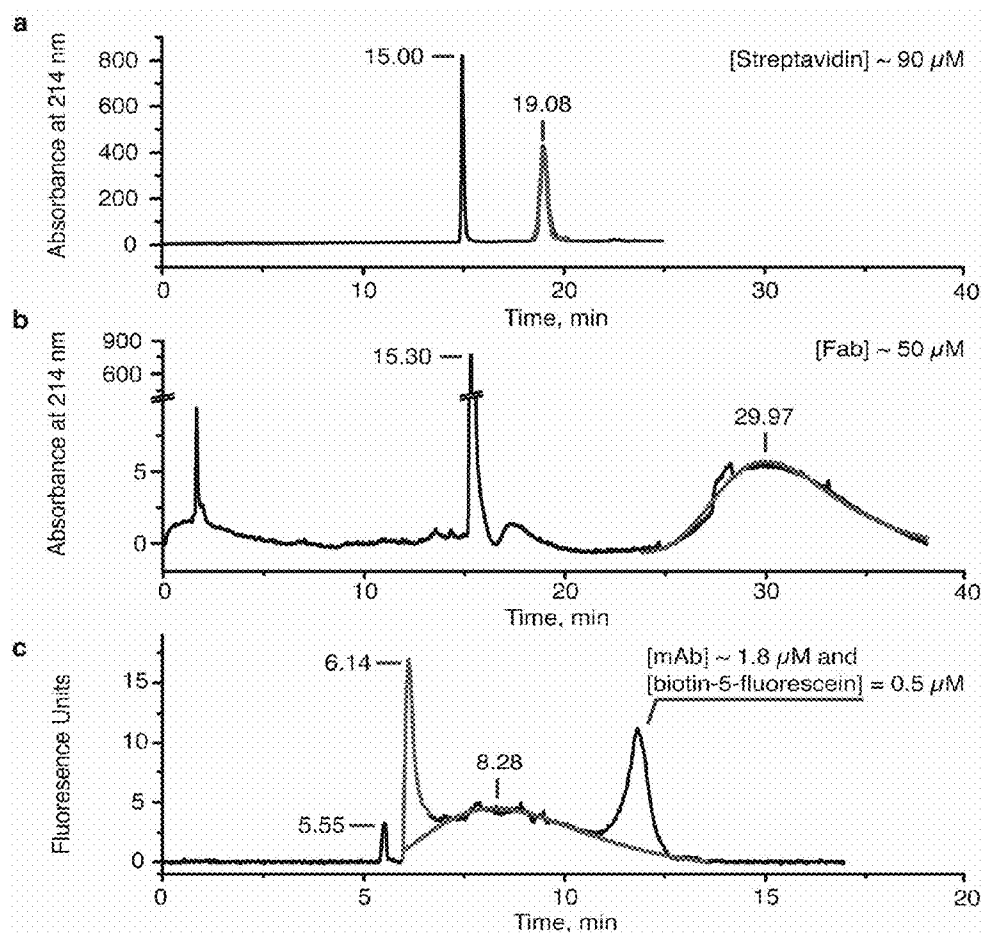 a
Absorbance at 214 nm
800
600
400
200
0
15.00
19.08
[Streptavidin] ~ 90 µM
0 10 20 30 40
Time, min
b
Absorbance at 214 nm
900
600
5
0
15.30
29.97
[Fab] ~ 50 µM
0 10 20 30 40
Time, min
c
Fluoresence Units
15
10
5
0
6.14
5.55
8.28
[mAb] ~ 1.8 µM and
[biotin-5-fluorescein] = 0.5 µM
0 5 10 15 20
Time, min